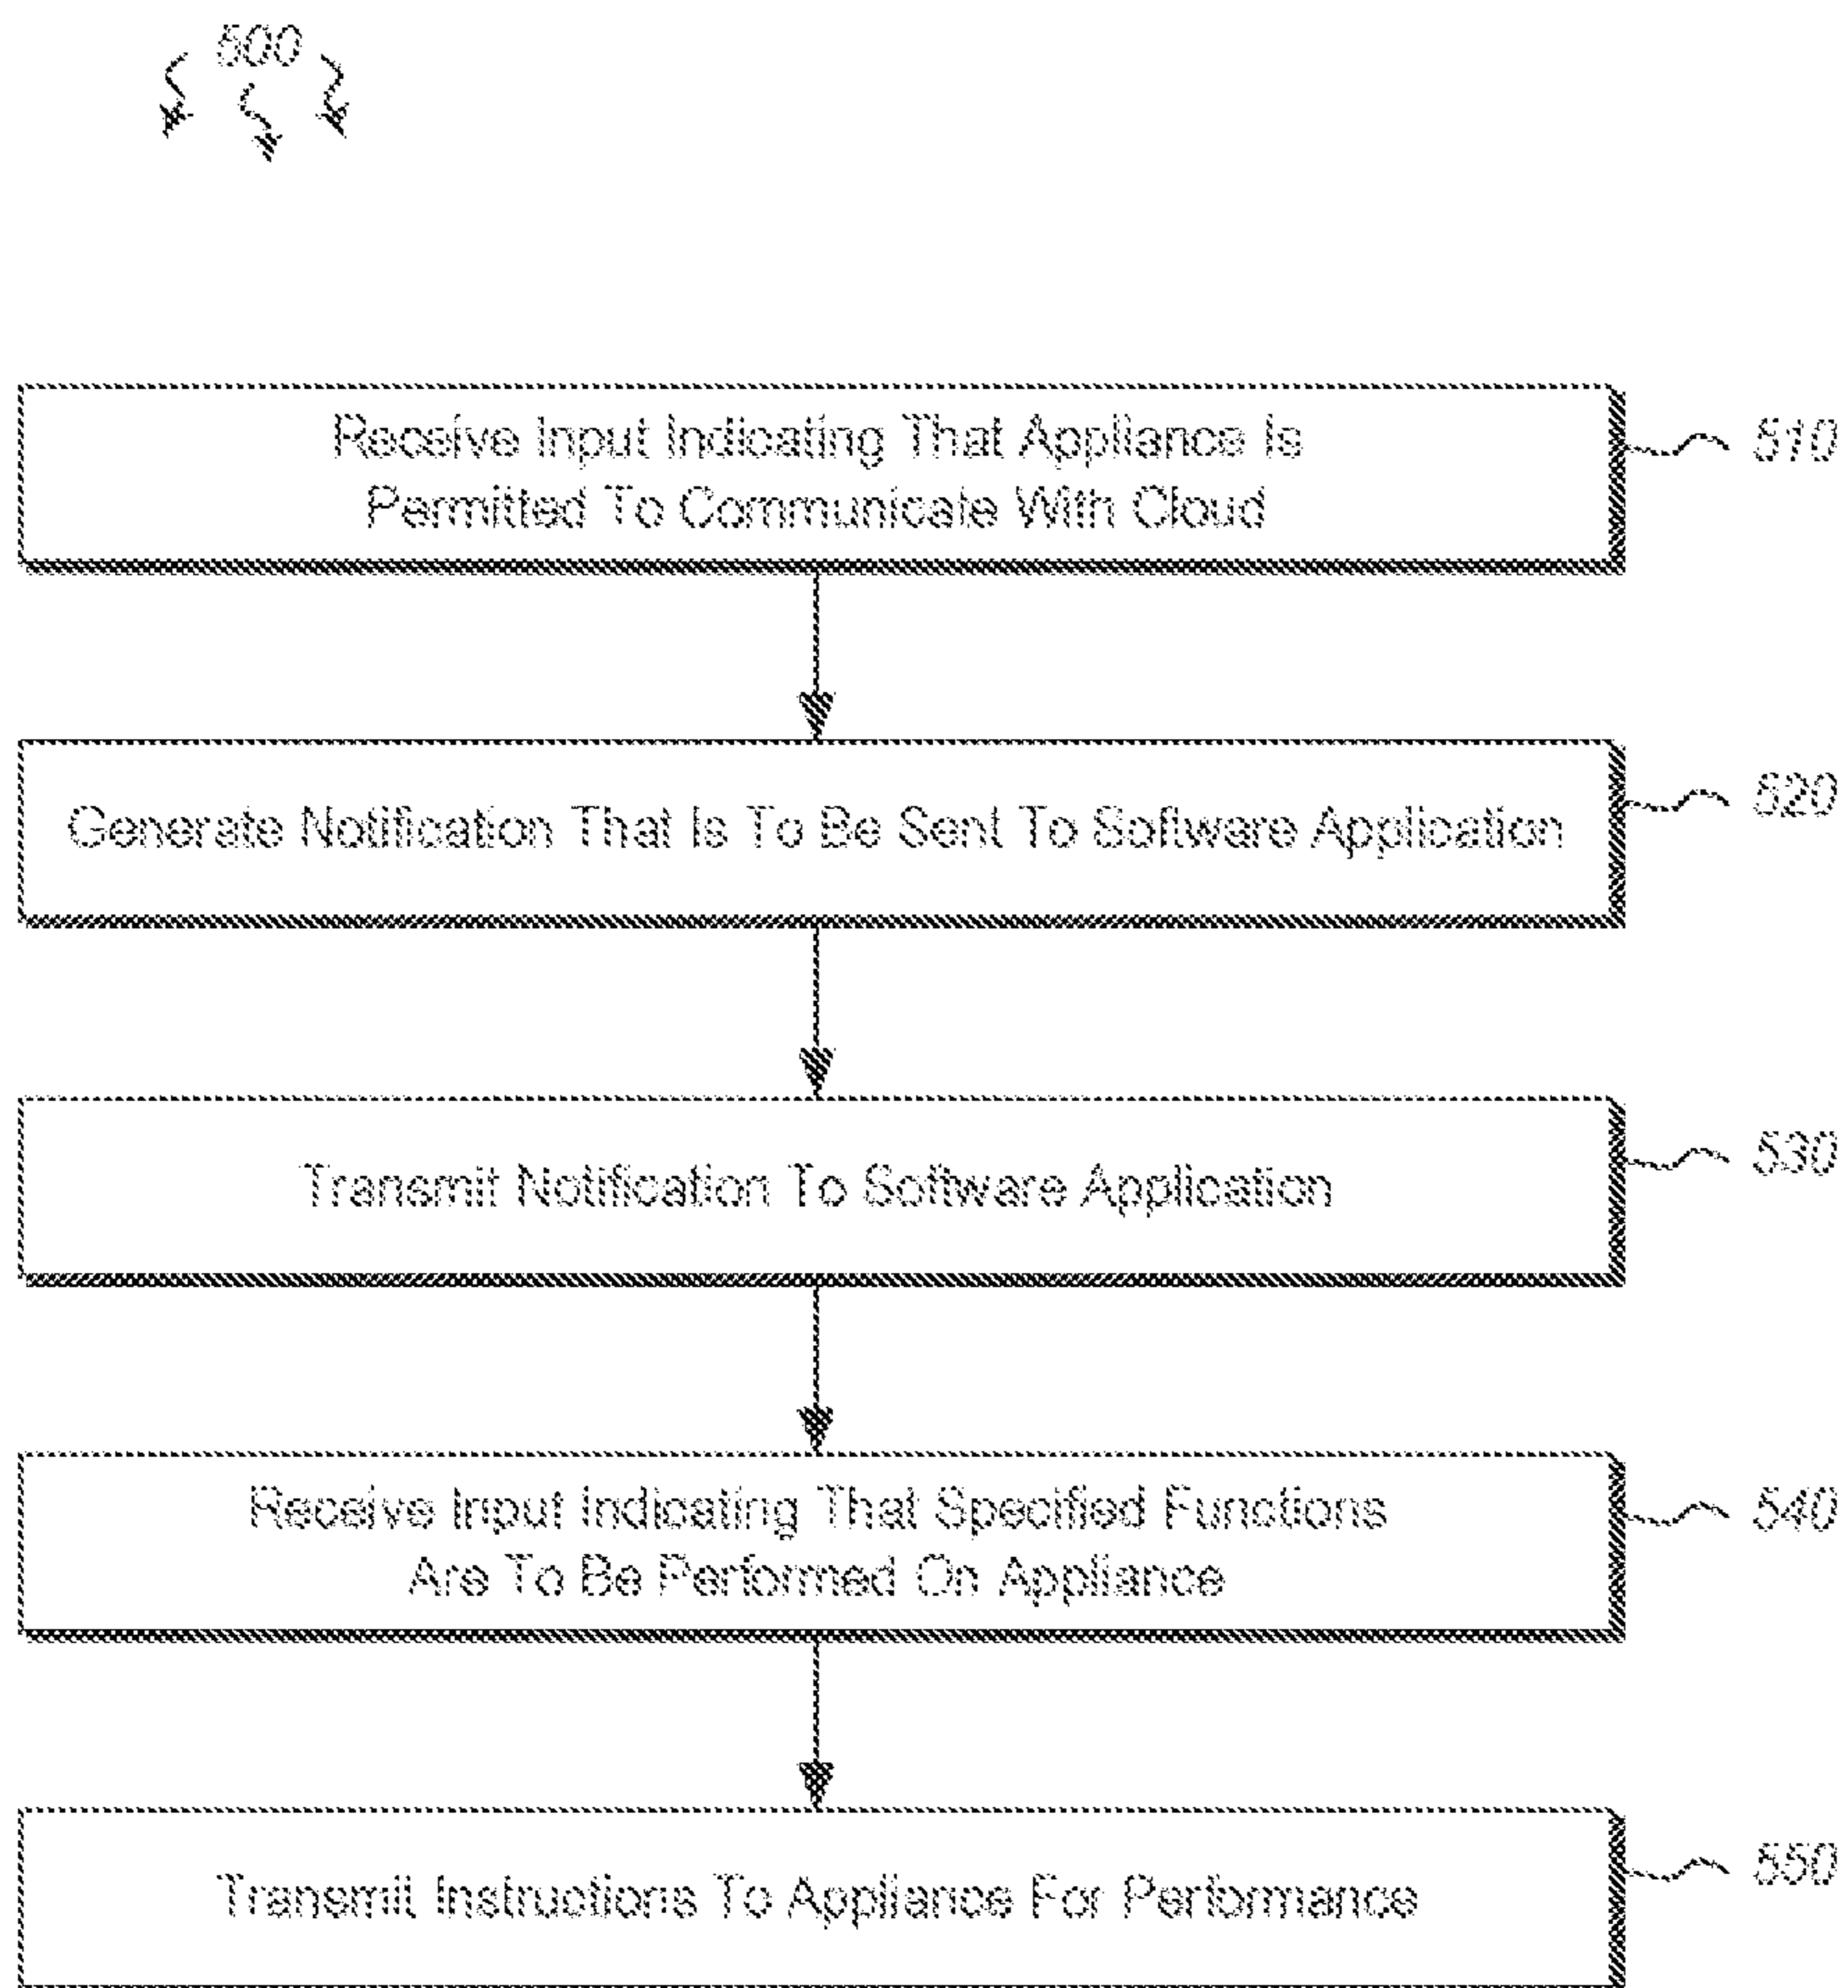 500
Receive Input Indicating That Appliance Is
Permitted To Communicate With Cloud
510
Generate Notification That Is To Be Sent To Software Application
520
Transmit Notification To Software Application
530
Receive Input Indicating That Specified Functions
Are To Be Performed On Appliance
540
Transmit Instructions To Appliance For Performance
550